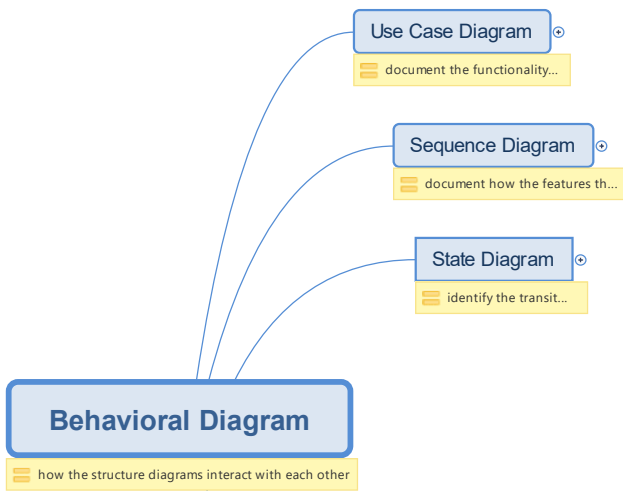 Use Case Diagram
document the functionality...
Sequence Diagram
document how the features th...
State Diagram
identify the transit...
Behavioral Diagram
how the structure diagrams interact with each other